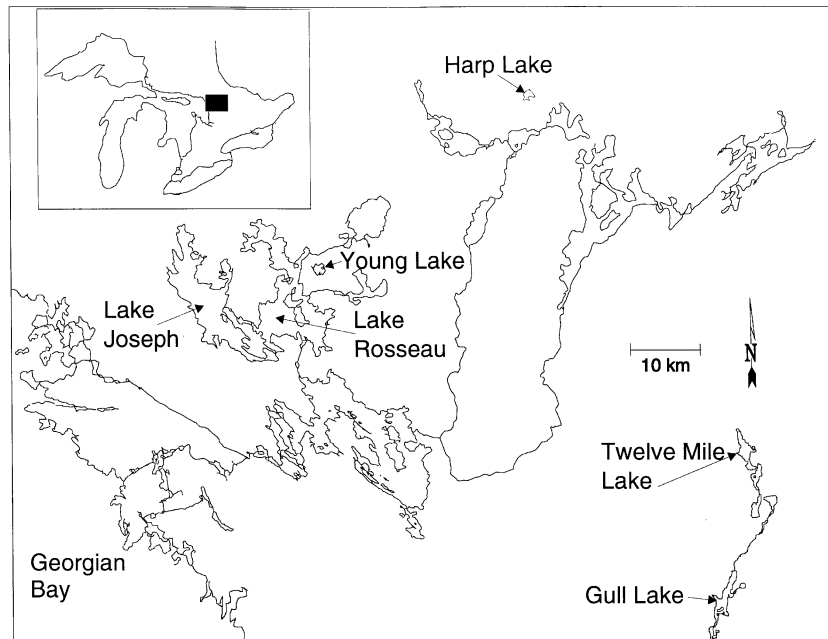 Harp Lake
Young Lake
Lake
Joseph
Lake
Rosseau
10 km
N
Twelve Mile
Lake
Georgian
Bay
Gull Lake